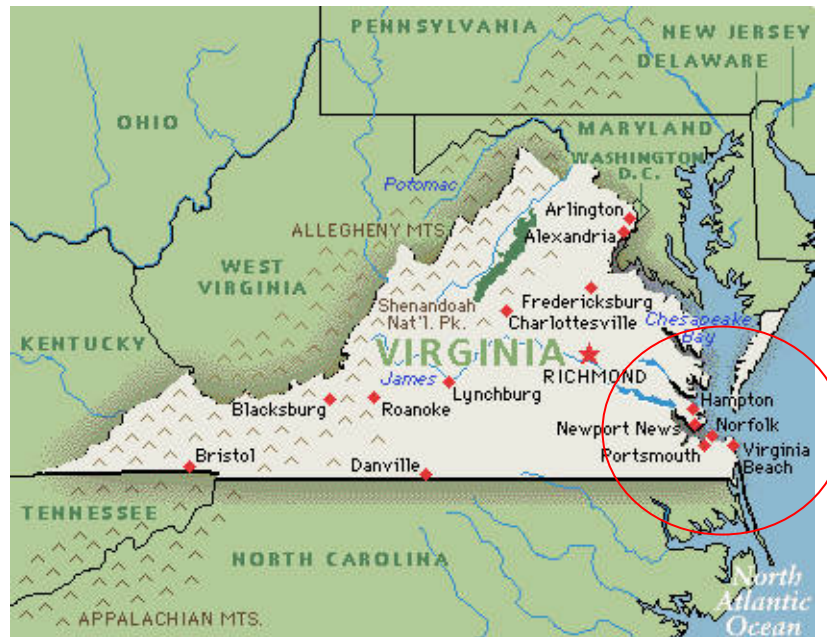 PENNSYLVANIA
NEW JERSEY
DELAWARE
OHIO
MARYLAND
WASHINGTON
D.C.
Potomac
Arlington
Alexandria
ALLEGHENY MTS.
WEST
VIRGINIA
Shenandoah
Nat'l. Pk.
Fredericksburg
Charlottesville
Chesapeake
Bay
KENTUCKY
VIRGINIA
RICHMOND
James
Lynchburg
Blacksburg
Roanoke
Hampton
Newport News
Norfolk
Portsmouth
Virginia
Beach
Bristol
Danville
TENNESSEE
NORTH CAROLINA
North
Atlantic
Ocean
APPALACHIAN MTS.